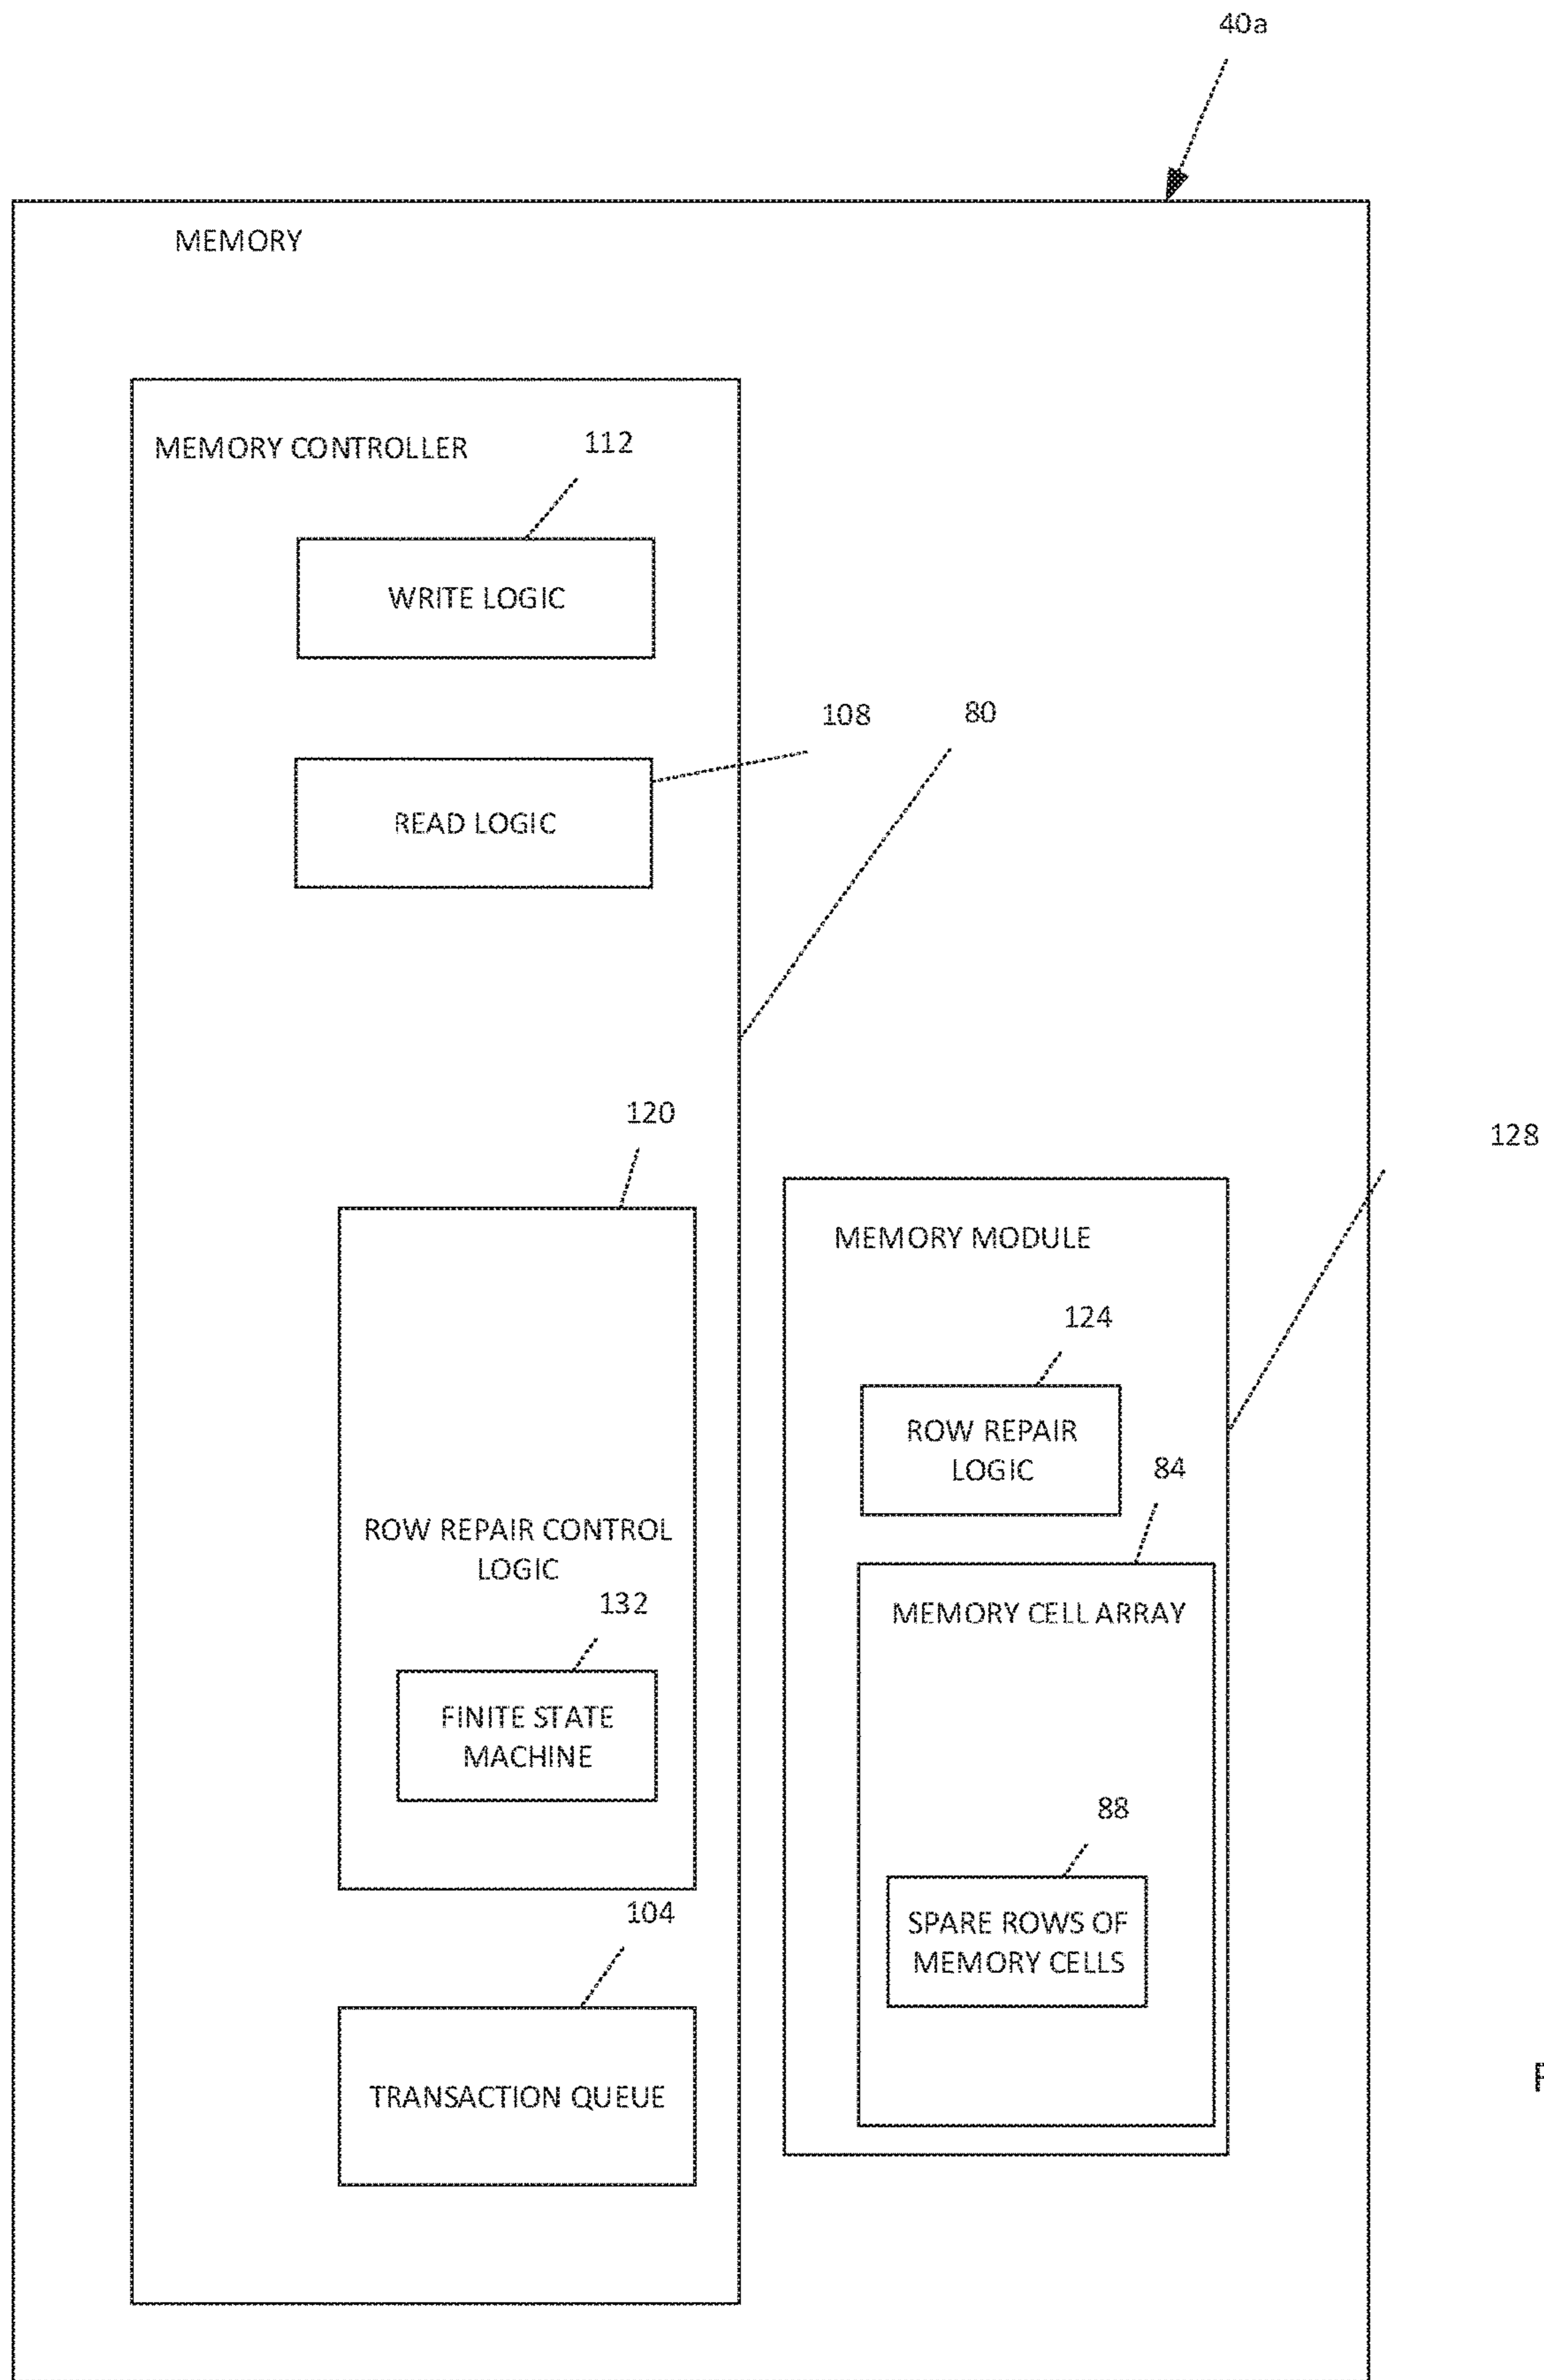 40a
MEMORY
MEMORY CONTROLLER
112
WRITE LOGIC
108
80
READ LOGIC
120
128
MEMORY MODULE
124
ROW REPAIR
LOGIC
84
ROW REPAIR CONTROL
LOGIC
132
MEMORY CELL ARRAY
FINITE STATE
MACHINE
88
104
SPARE ROWS OF
MEMORY CELLS
TRANSACTION QUEUE
F